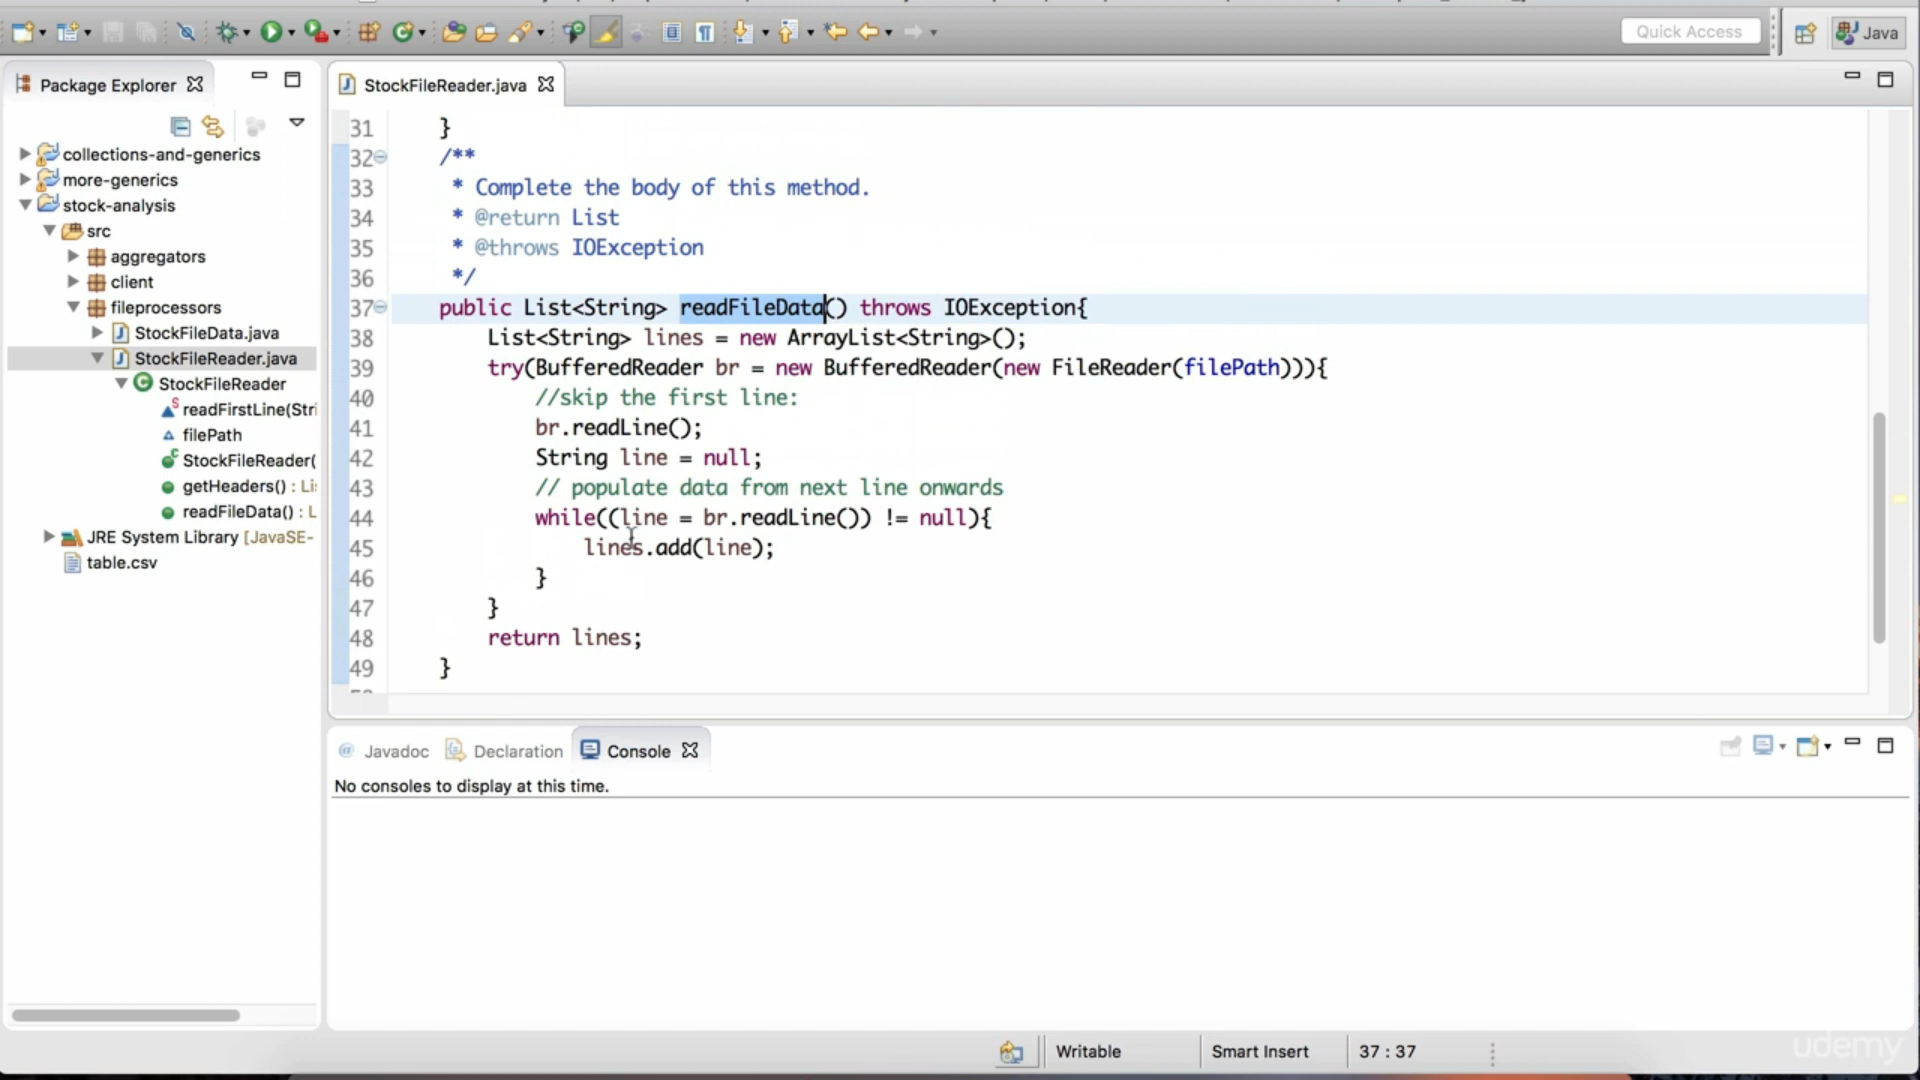 Quick Access
Java
Package Explorer
StockFileReader.java
collections-and-generics
more-generics
stock-analysis
src
aggregators
client
fileprocessors
StockFileData.java
StockFileReader.java
StockFileReader
readFirstLine(Stri
filePath
StockFileReader(
getHeaders() : Li
readFileData() : L
JRE System Library [JavaSE-
table.csv
31 }
32 /**
33 * Complete the body of this method.
34 * @return List
35 * @throws IOException
36 */
37 public List<String> readFileData() throws IOException{
38 List<String> lines = new ArrayList<String>();
39 try(BufferedReader br = new BufferedReader(new FileReader(filePath))){
40 //skip the first line:
41 br.readLine();
42 String line = null;
43 // populate data from next line onwards
44 while((line = br.readLine()) != null){
45 lines.add(line);
46 }
47 }
48 return lines;
49 }
@ Javadoc Declaration Console
No consoles to display at this time.
Writable Smart Insert 37 : 37
udemy